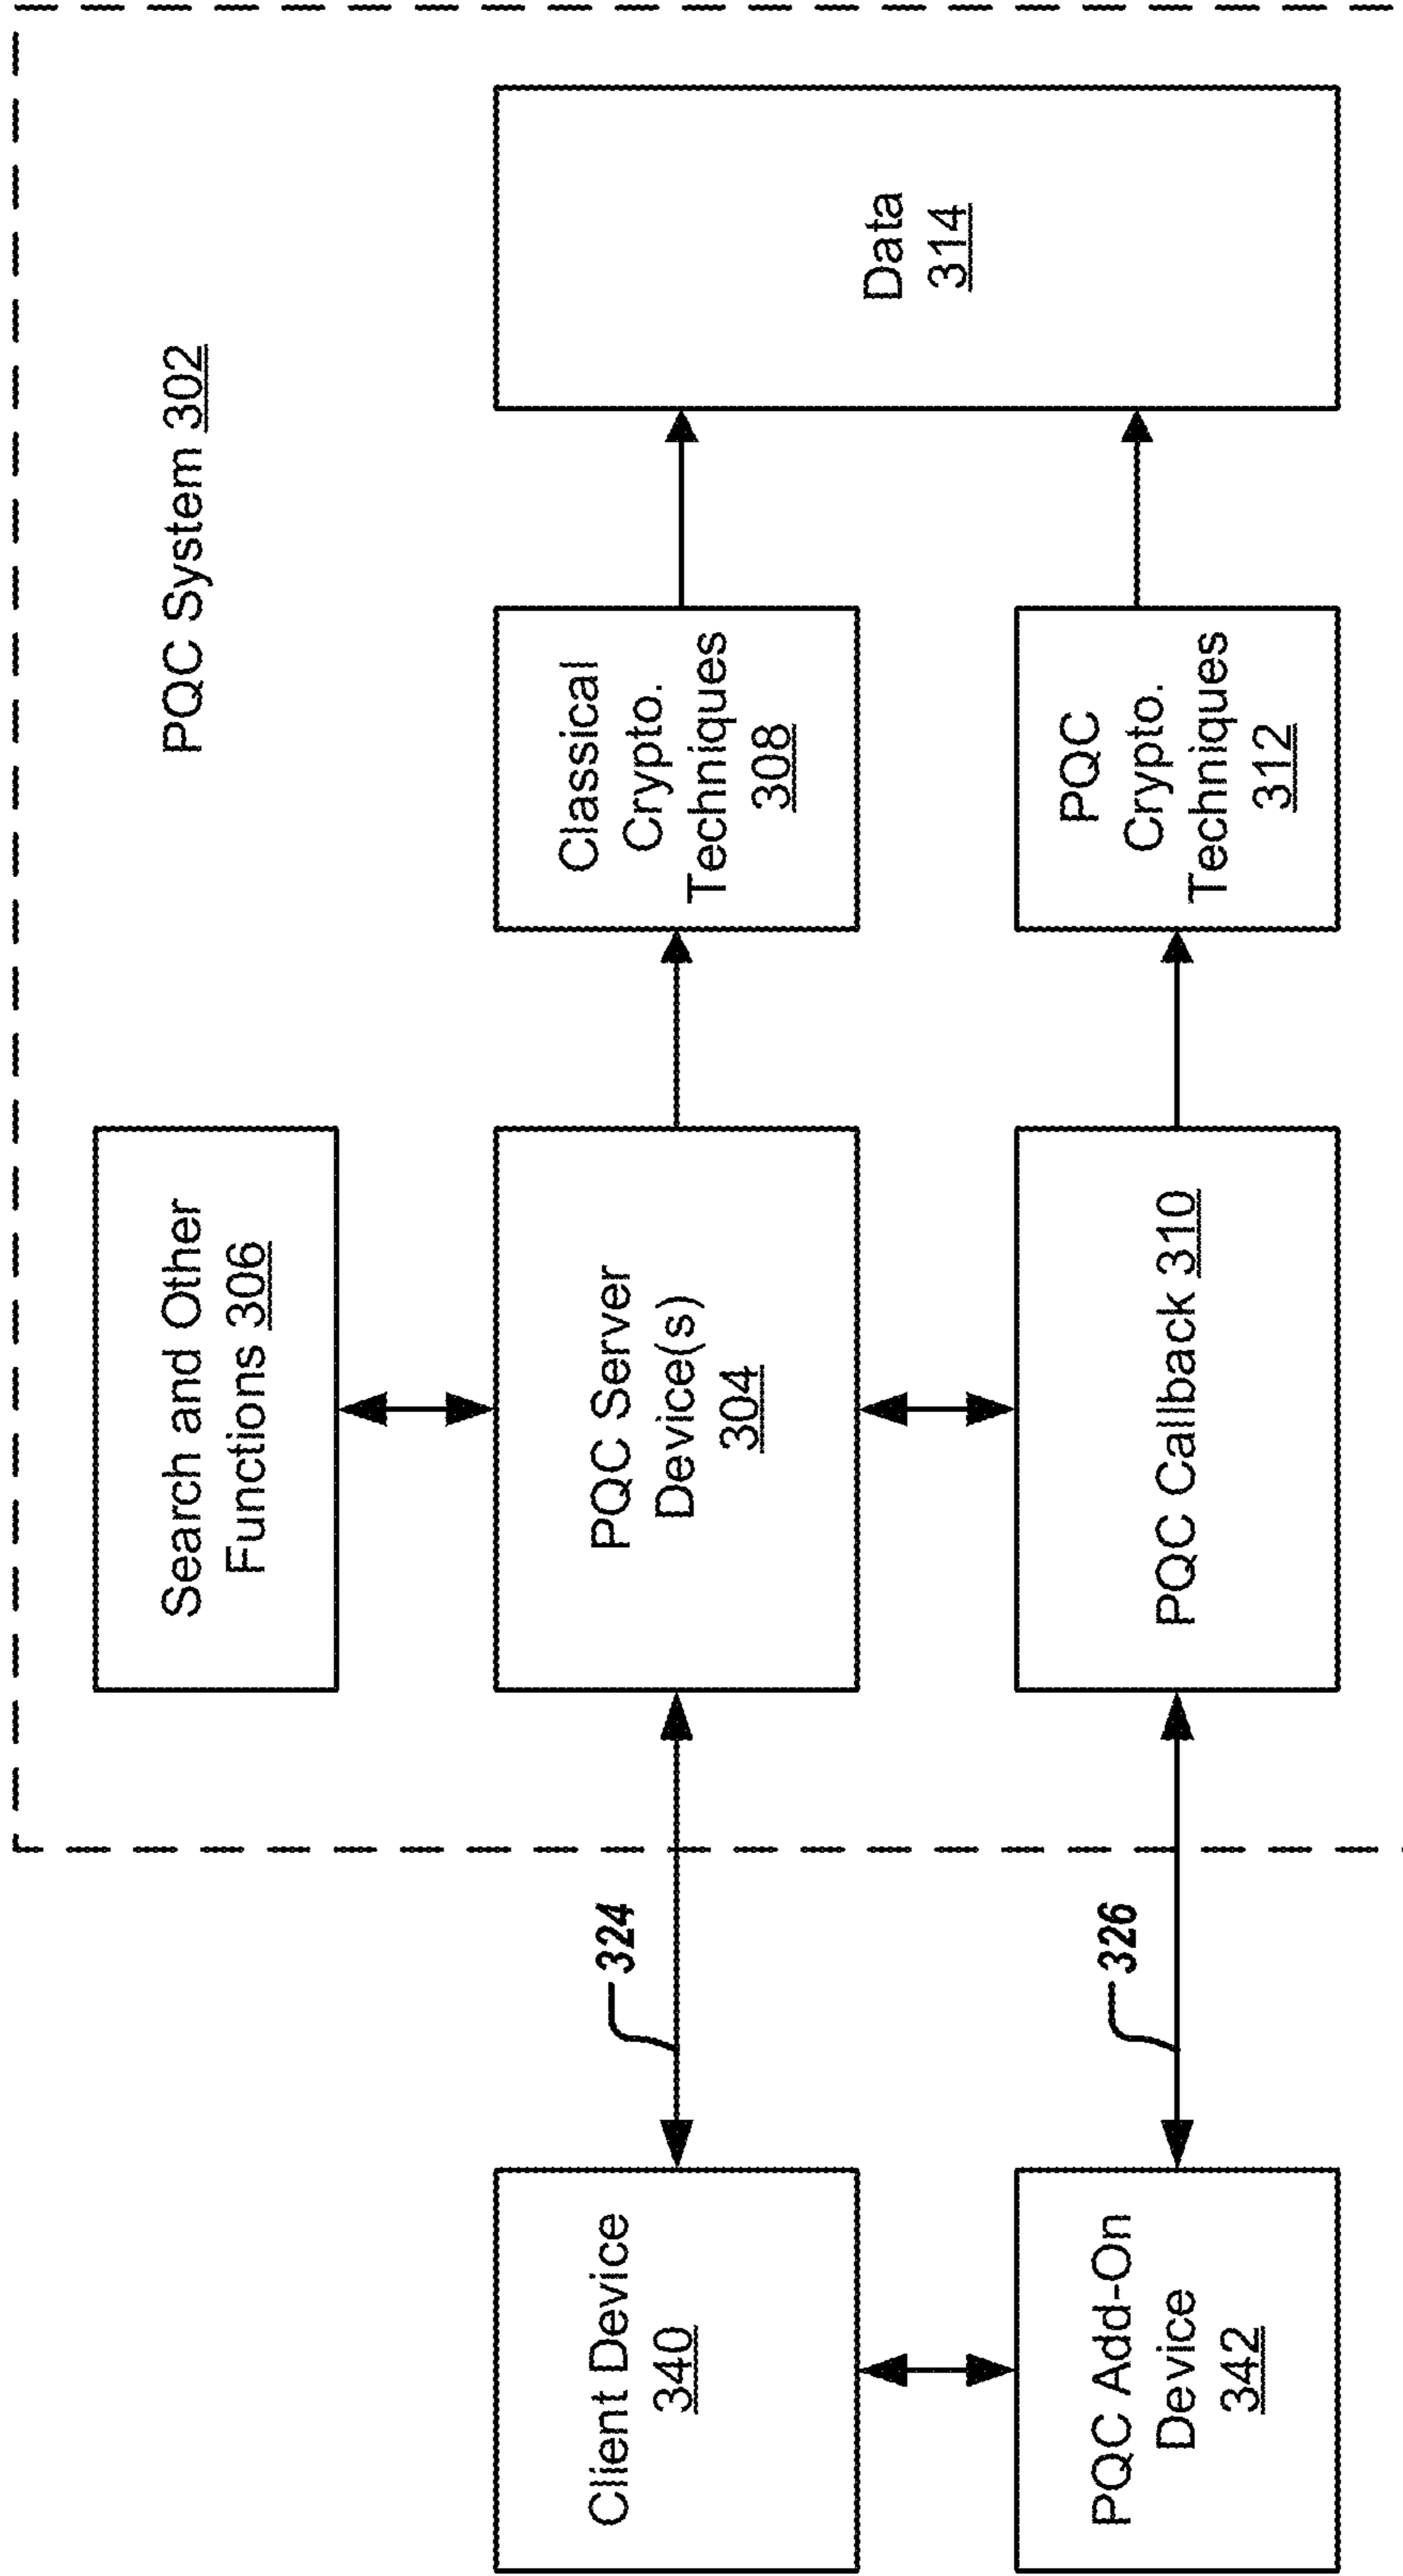 PQC System 302
Search and Other
Functions 306
Client Device
340
324
PQC Server
Device(s)
304
Classical
Crypto.
Techniques
308
Data
314
PQC Add-On
Device
342
326
PQC Callback 310
PQC
Crypto.
Techniques
312